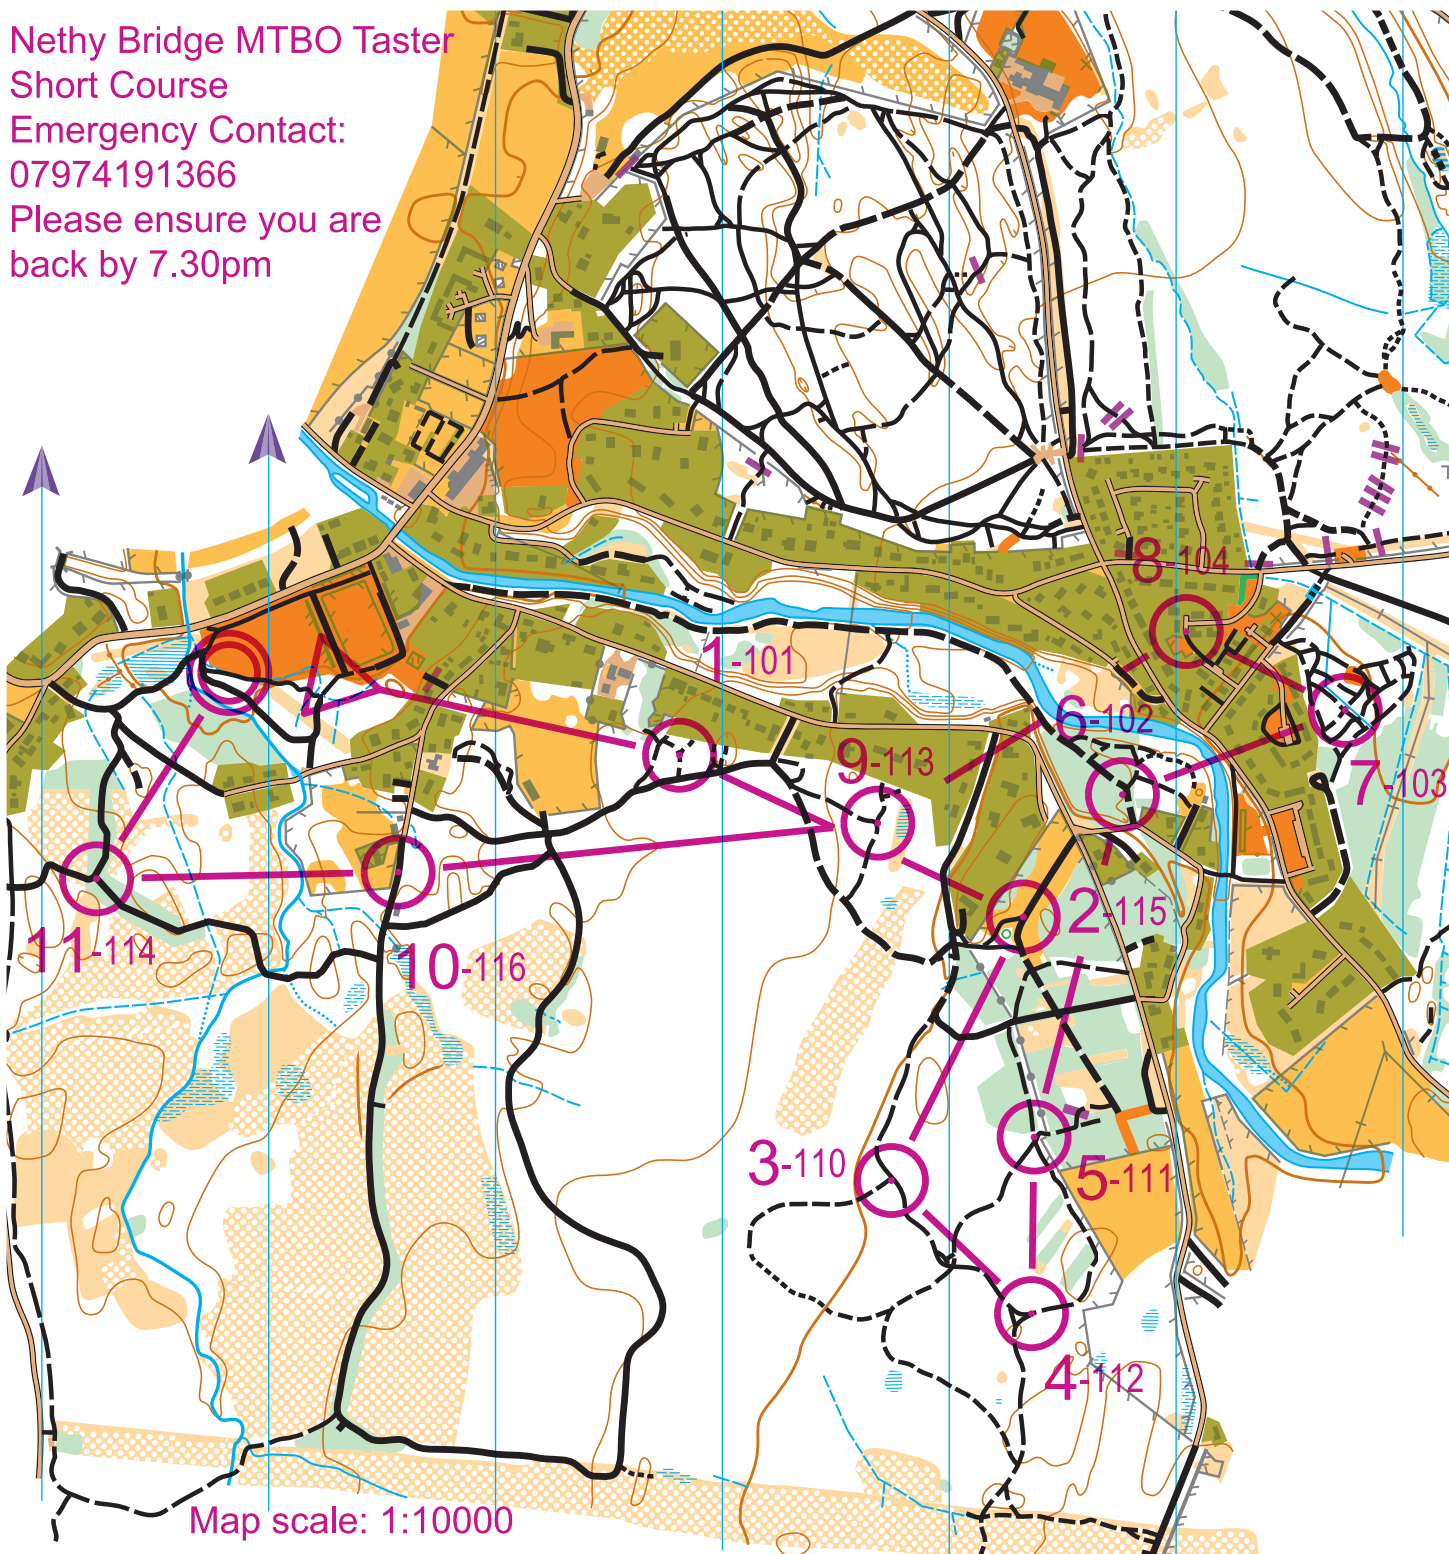 Nethy Bridge MTBO Taster
Short Course
Emergency Contact:
07974191366
Please ensure you are
back by 7.30pm
8-104
1-101
6-102
9-113
7-103
2-115
11-114
10-116
3-110
5-111
4-112
Map scale: 1:10000